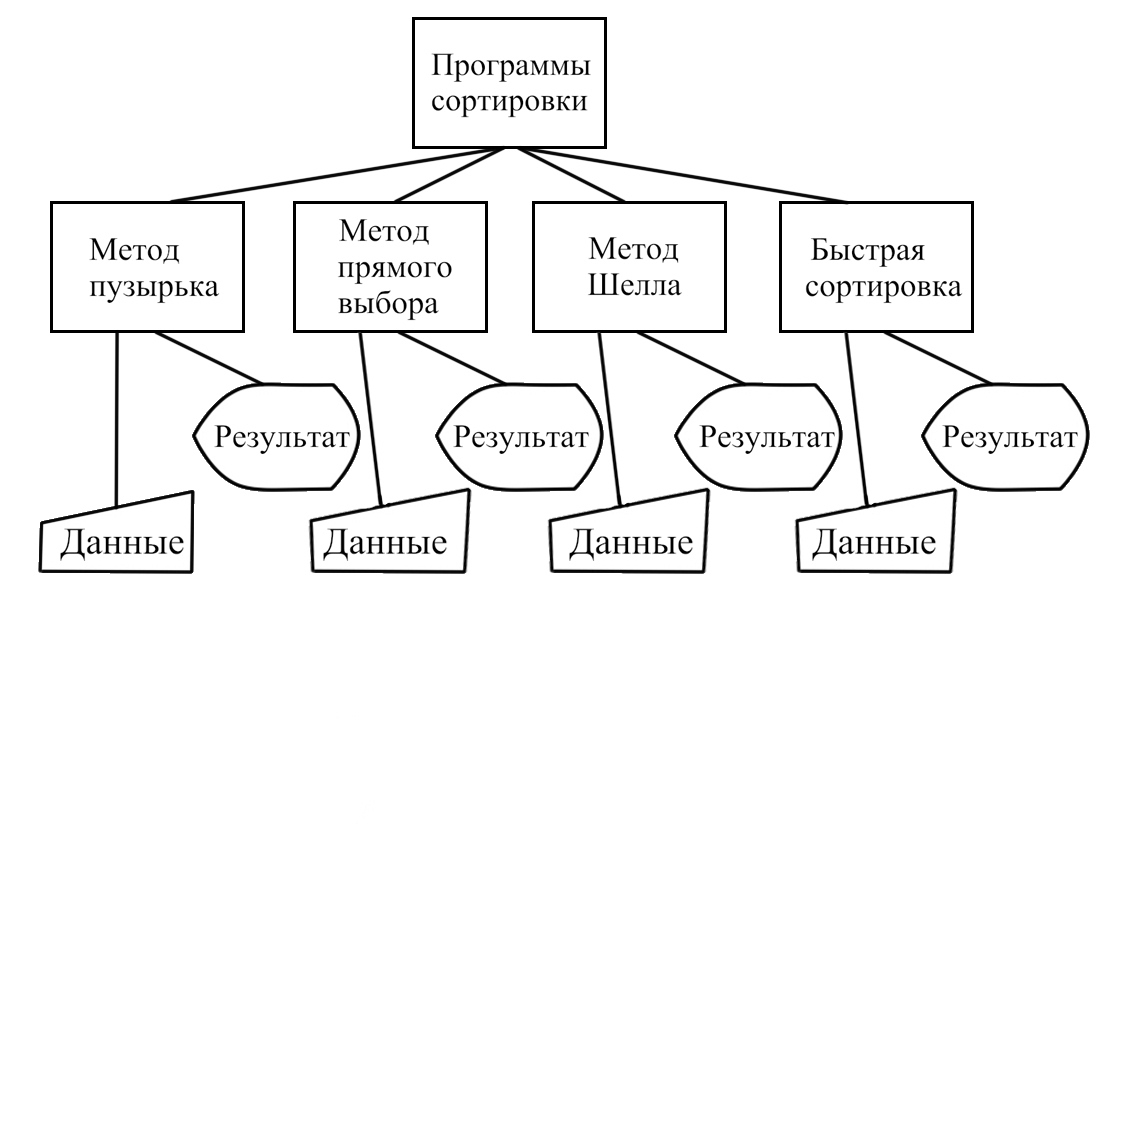 Программы
сортировки
Метод
пузырька
Метод
прямого
выбора
Метод
Шелла
Быстрая
сортировка
Результат
Результат
Результат
Результат
Данные
Данные
Данные
Данные